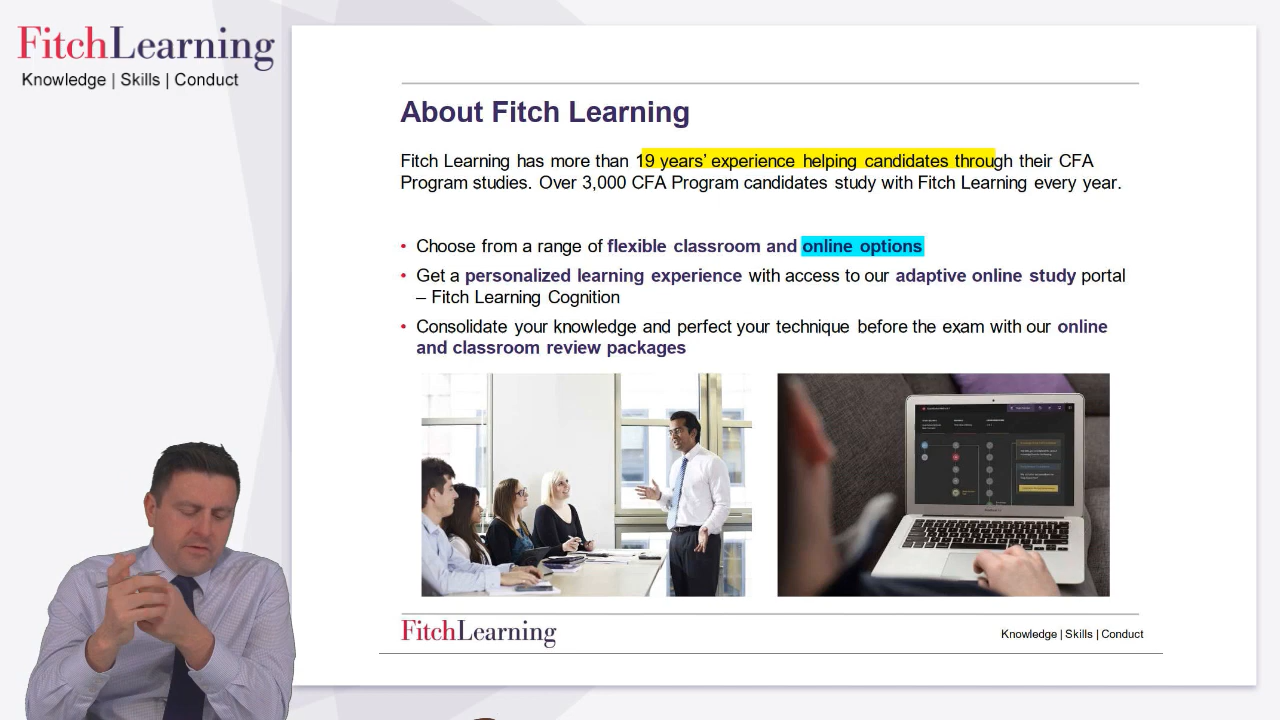 FitchLearning
Knowledge | Skills | Conduct
About Fitch Learning
Fitch Learning has more than 19 years' experience helping candidates through their CFA
Program studies. Over 3,000 CFA Program candidates study with Fitch Learning every year.
• Choose from a range of flexible classroom and online options
• Get a personalized learning experience with access to our adaptive online study portal
– Fitch Learning Cognition
• Consolidate your knowledge and perfect your technique before the exam with our online
and classroom review packages
FitchLearning
Knowledge | Skills | Conduct